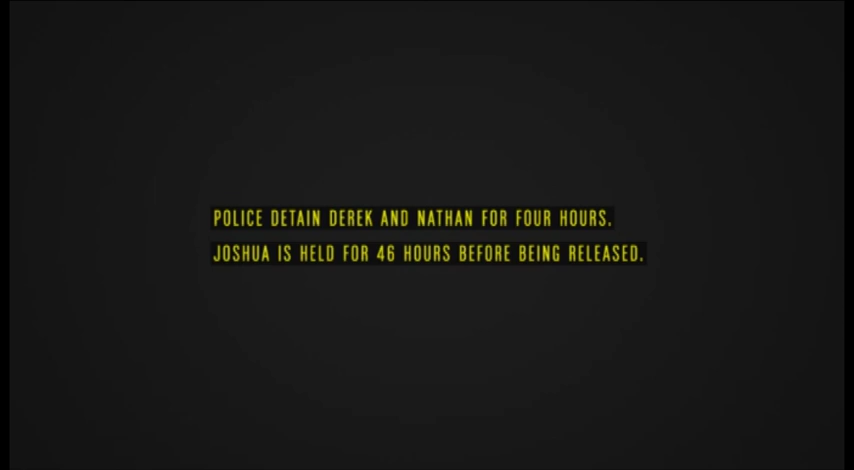 POLICE DETAIN DEREK AND NATHAN FOR FOUR HOURS.
JOSHUA IS HELD FOR 46 HOURS BEFORE BEING RELEASED.